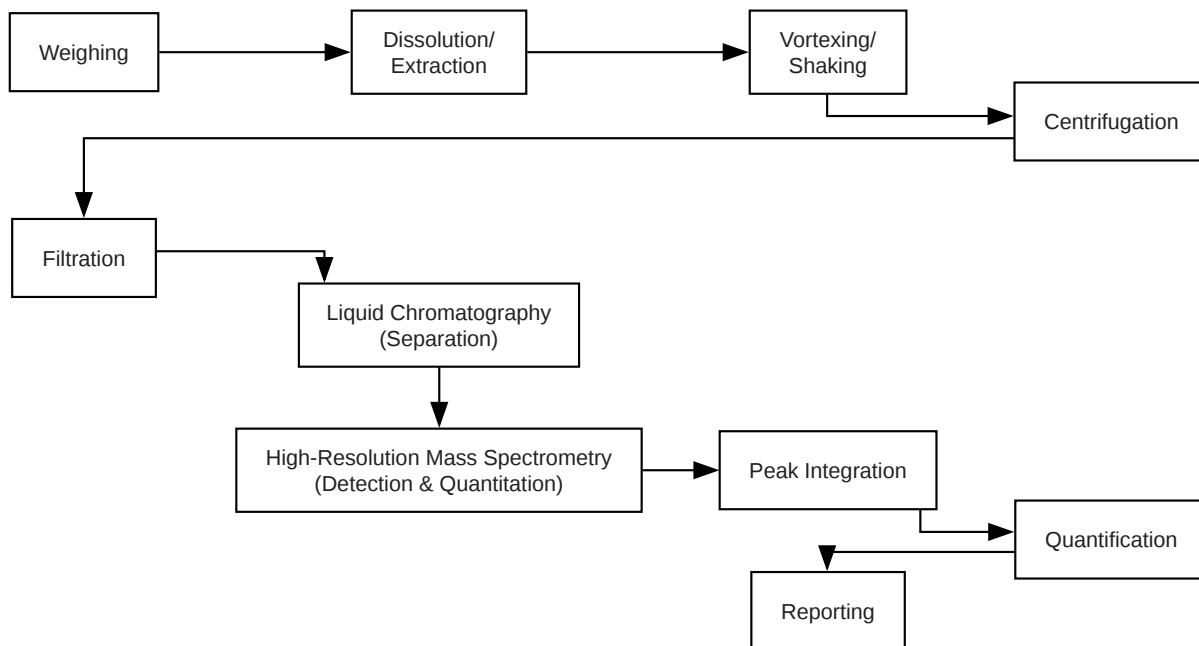 Weighing
Dissolution/
Extraction
Vortexing/
Shaking
Centrifugation
Filtration
Liquid Chromatography
(Separation)
High-Resolution Mass Spectrometry
(Detection & Quantitation)
Peak Integration
Quantification
Reporting